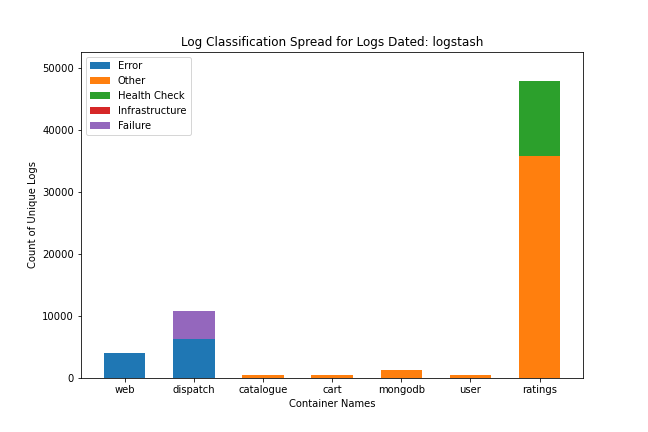 Log Classification Spread for Logs Dated: logstash
Error
Other
Health Check
Infrastructure
Failure
50000
40000
30000
20000
10000
0
Count of Unique Logs
web dispatch catalogue cart mongodb user ratings
Container Names